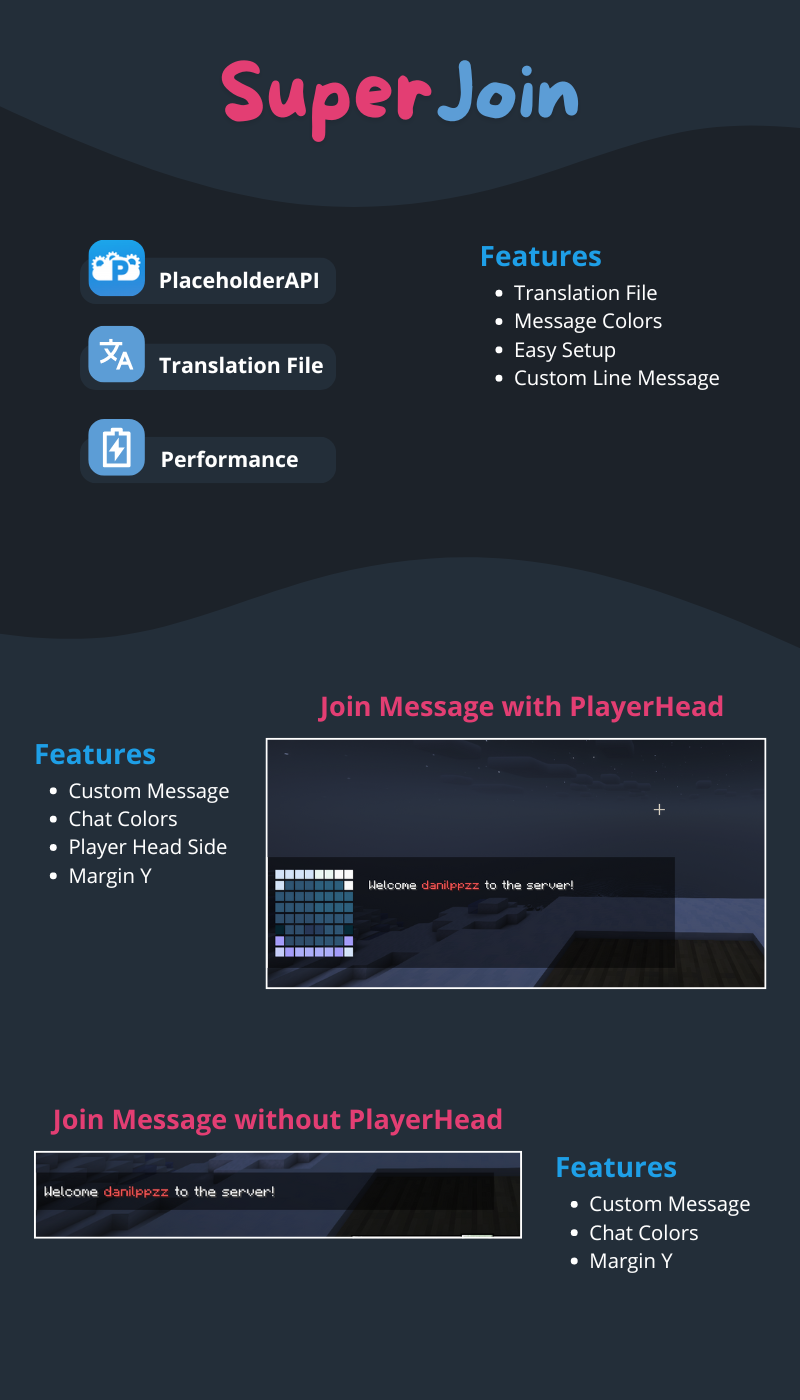 SuperJoin
PlaceholderAPI
Translation File
Performance
Features
Translation File
Message Colors
Easy Setup
Custom Line Message
Join Message with PlayerHead
Features
Custom Message
Chat Colors
Player Head Side
Margin Y
Welcome danilppzz to the server!
Join Message without PlayerHead
Welcome danilppzz to the server!
Features
Custom Message
Chat Colors
Margin Y